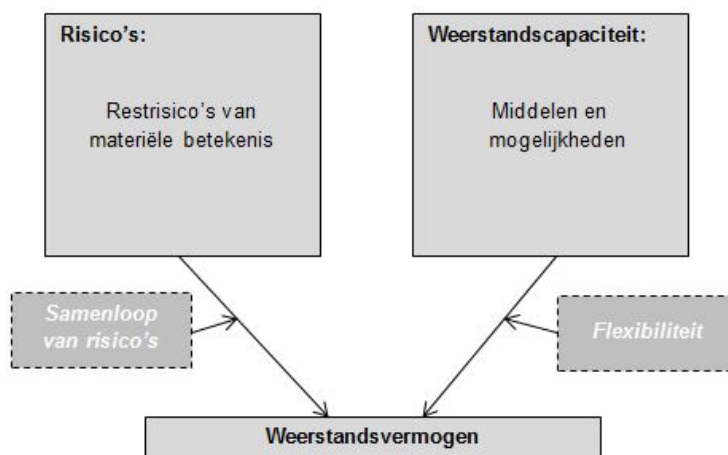 Risico's:
Restrisico's van
materiële betekenis
Weerstandscapaciteit:
Middelen en
mogelijkheden
Samenloop
van risico's
Flexibiliteit
Weerstandsvermogen